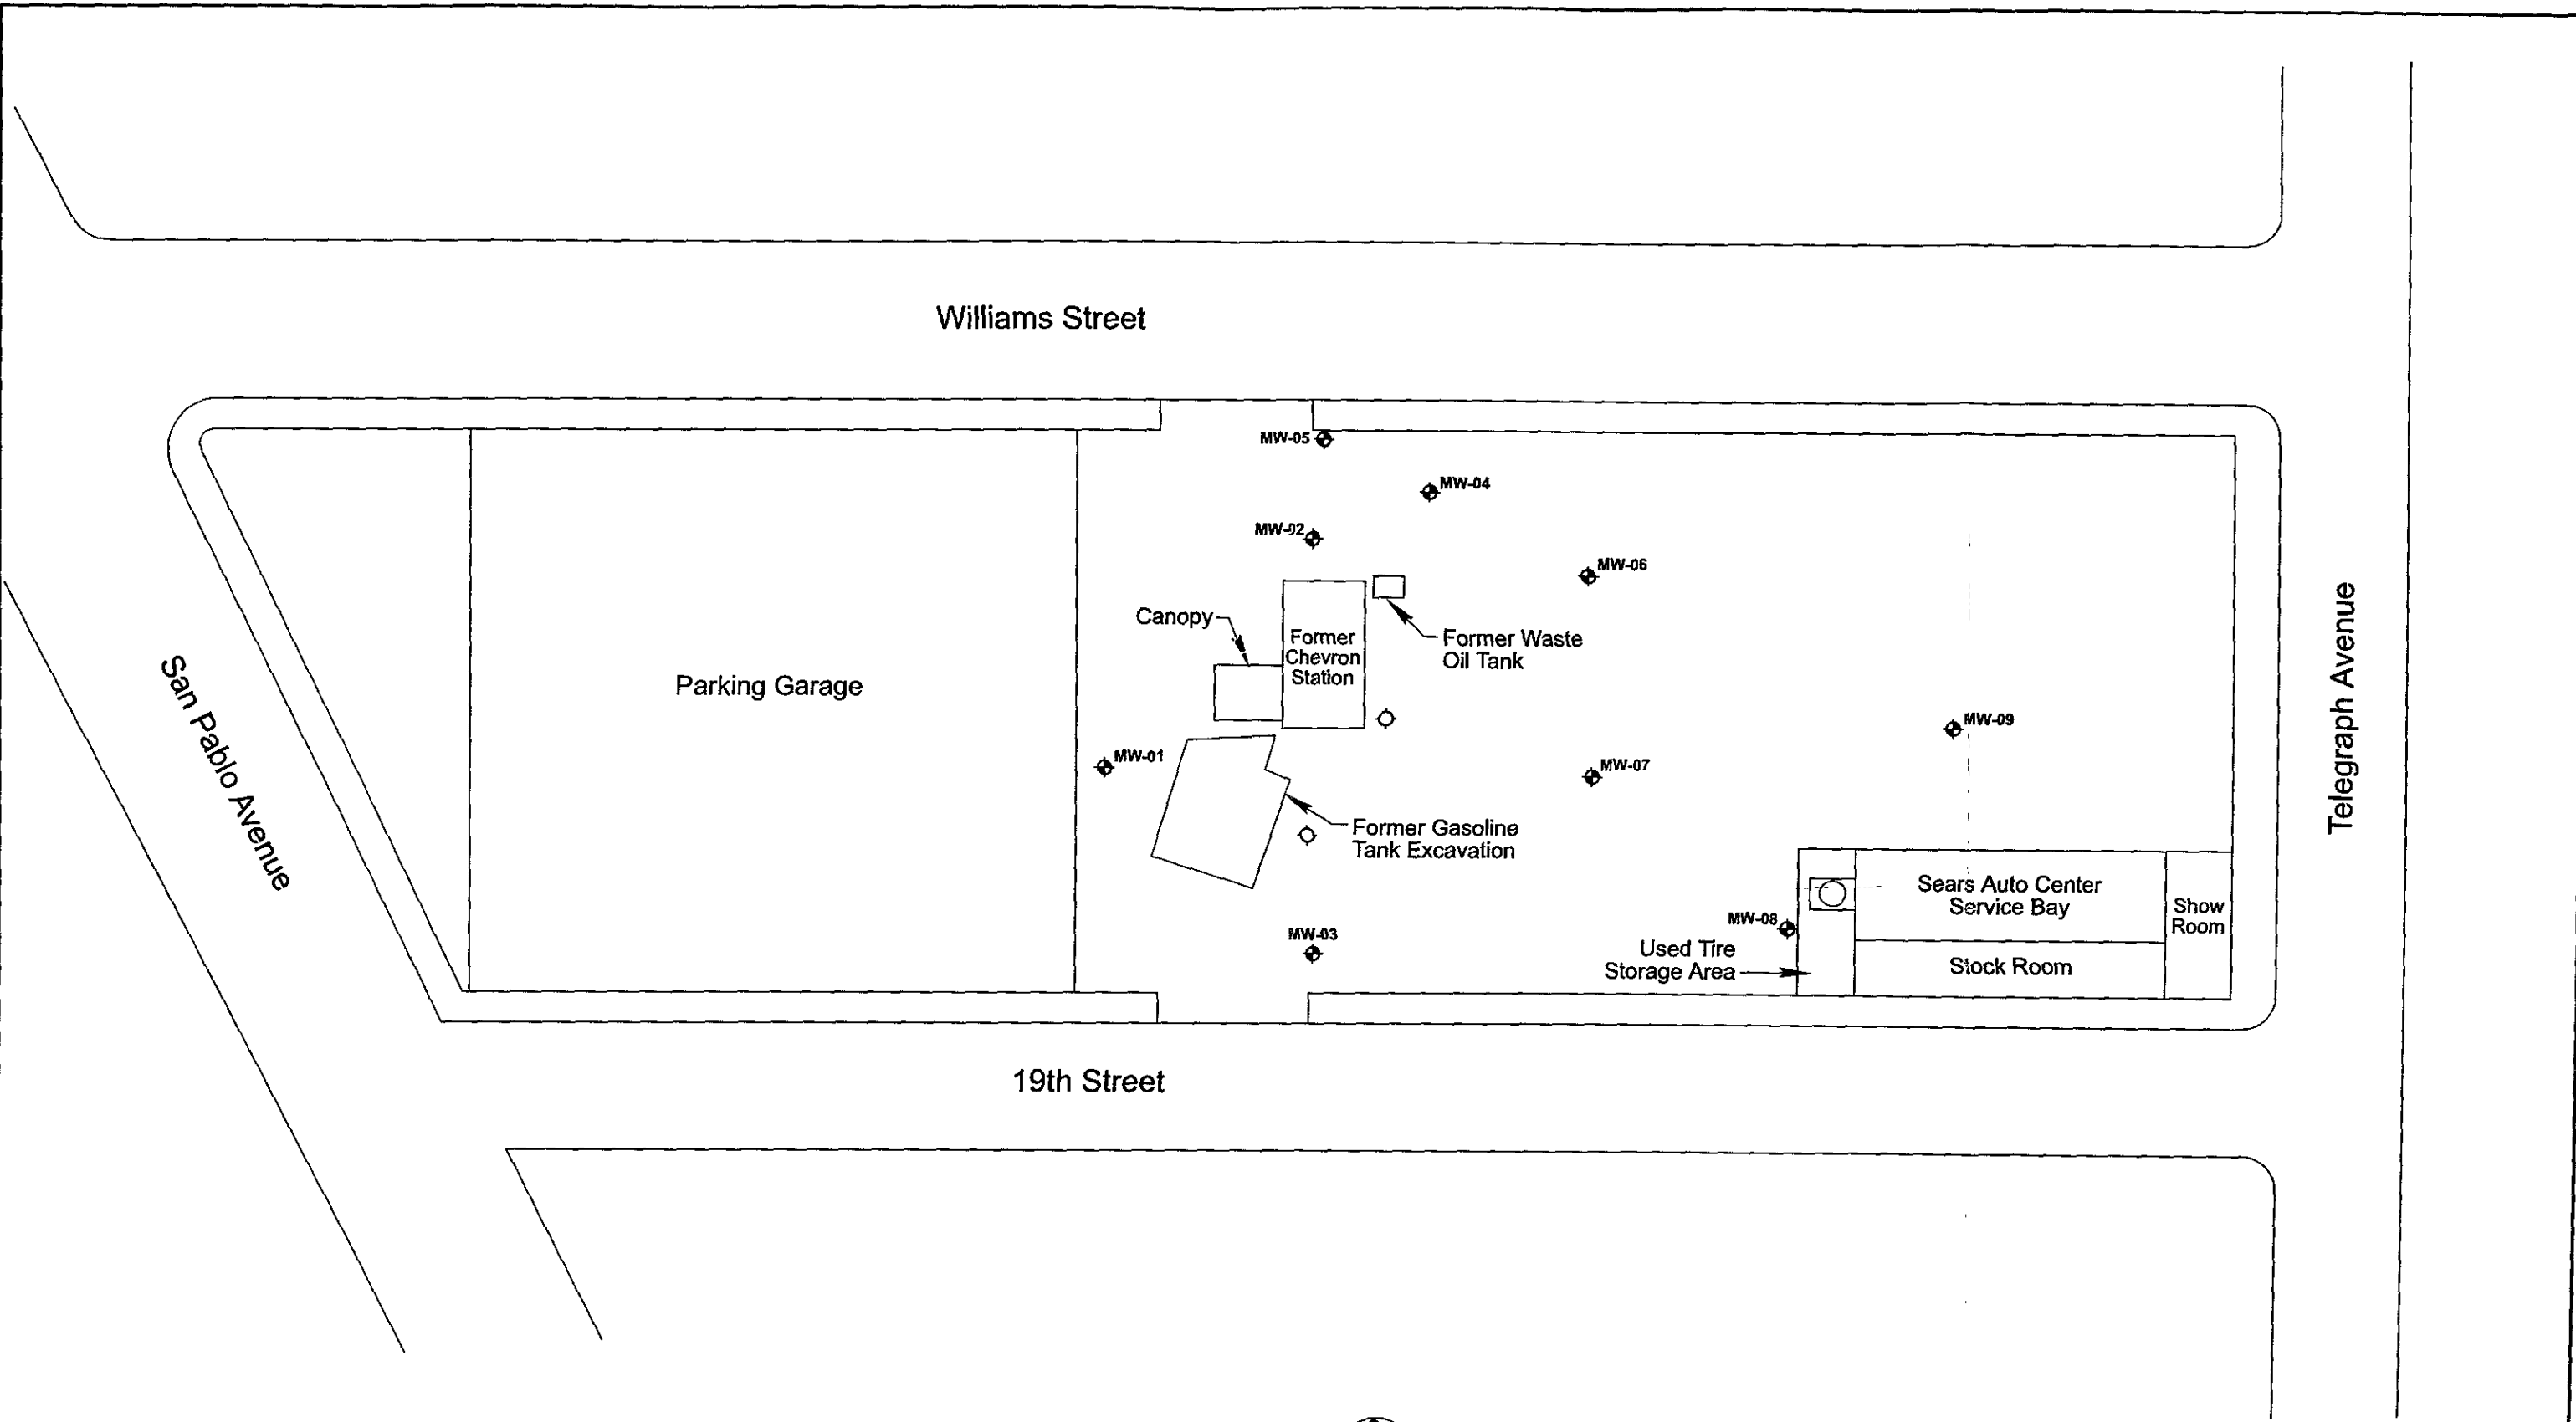 Williams Street
MW-05
MW-04
MW-02
MW-06
Canopy
Former
Chevron
Station
Former Waste
Oil Tank
Parking Garage
San Pablo Avenue
Telegraph Avenue
MW-09
MW-01
MW-07
Former Gasoline
Tank Excavation
Sears Auto Center
Service Bay
Show
Room
MW-08
MW-03
Used Tire
Storage Area
Stock Room
19th Street